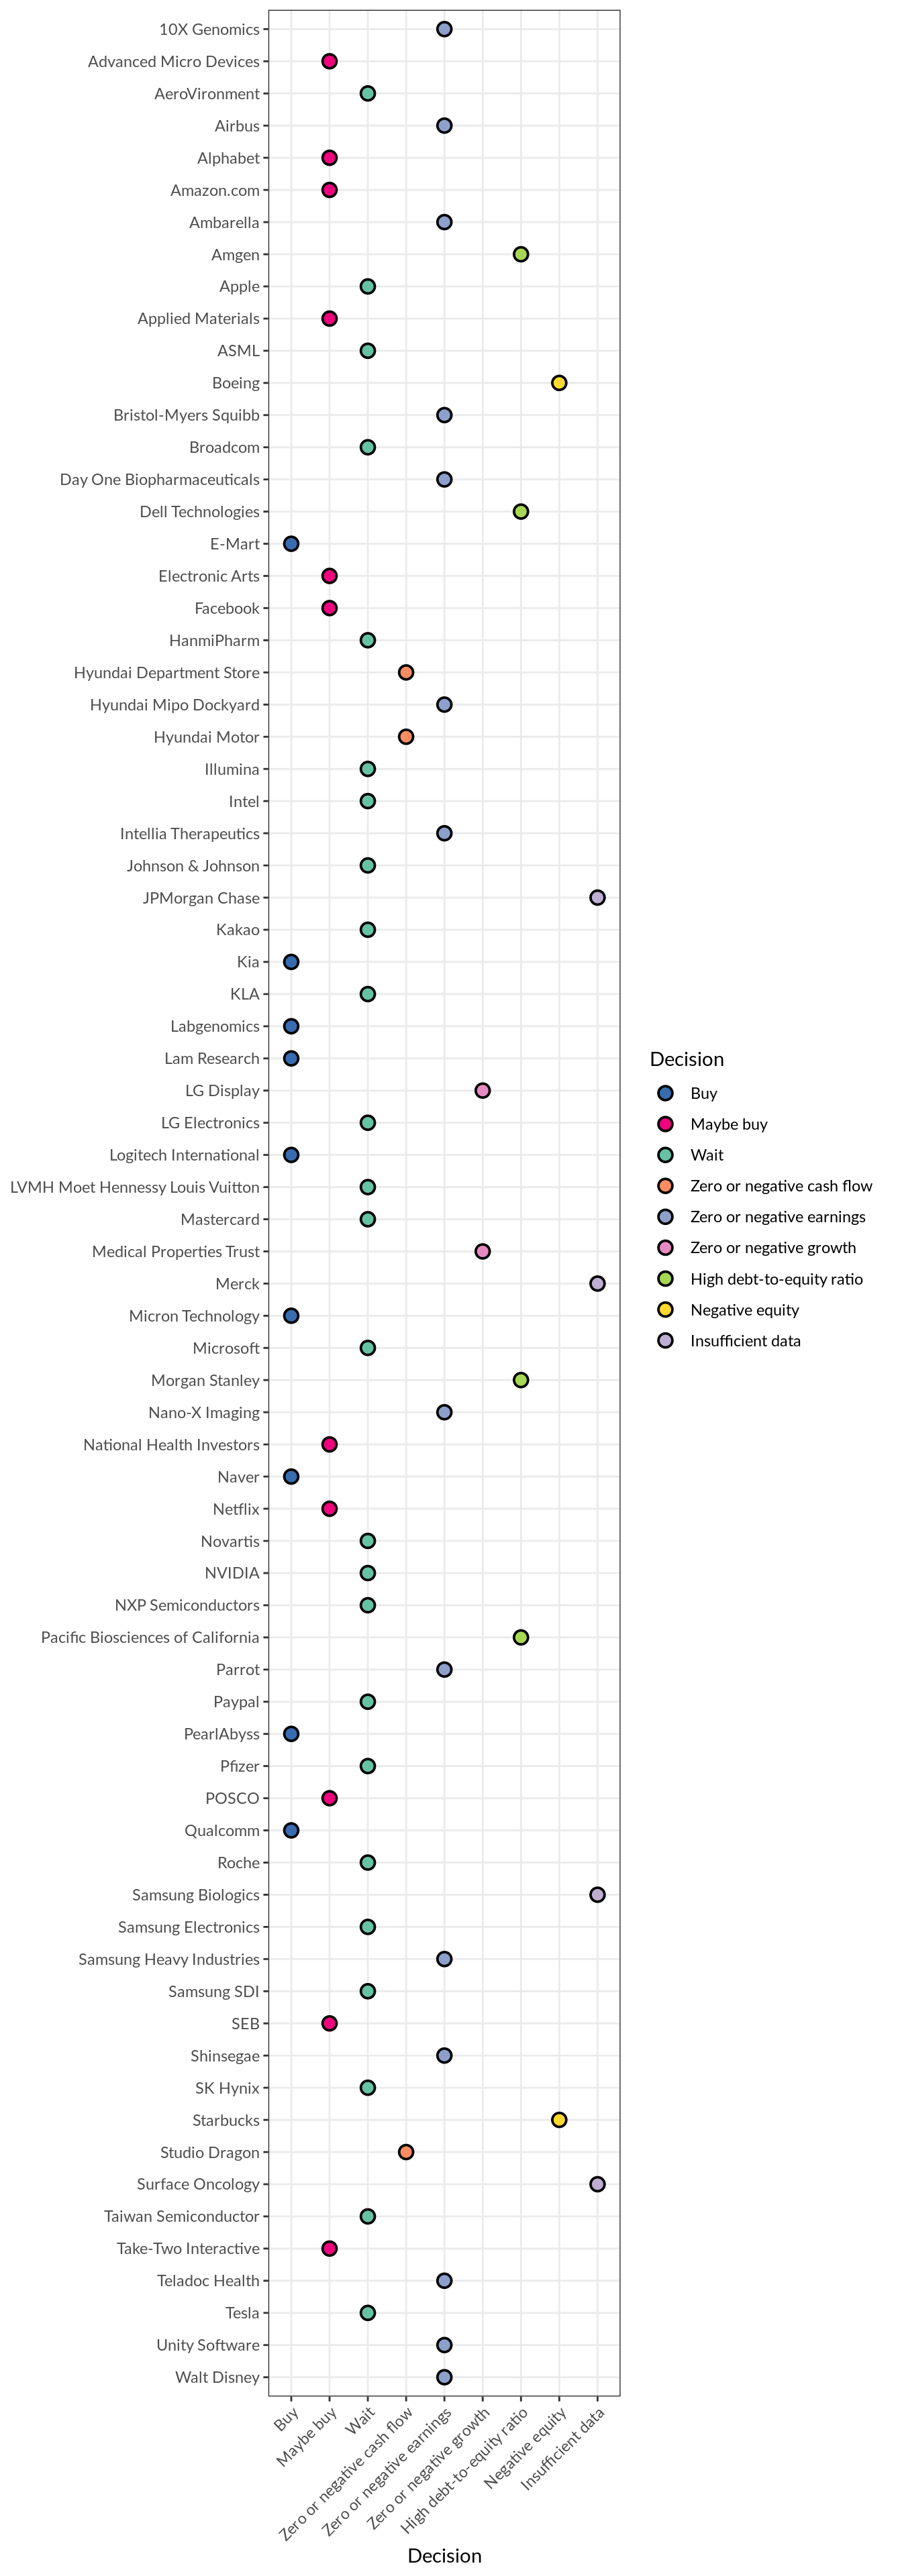 10X Genomics
Advanced Micro Devices
AeroVironment
Airbus
Alphabet
Amazon.com
Ambarella
Amgen
Apple
Applied Materials
ASML
Boeing
Bristol-Myers Squibb
Broadcom
Day One Biopharmaceuticals
Dell Technologies
E-Mart
Electronic Arts
Facebook
HanmiPharm
Hyundai Department Store
Hyundai Mipo Dockyard
Hyundai Motor
Illumina
Intel
Intellia Therapeutics
Johnson & Johnson
JPMorgan Chase
Kakao
Kia
KLA
Labgenomics
Lam Research
LG Display
LG Electronics
Logitech International
LVMH Moet Hennessy Louis Vuitton
Mastercard
Medical Properties Trust
Merck
Micron Technology
Microsoft
Morgan Stanley
Nano-X Imaging
National Health Investors
Naver
Netflix
Novartis
NVIDIA
NXP Semiconductors
Pacific Biosciences of California
Parrot
Paypal
PearlAbyss
Pfizer
POSCO
Qualcomm
Roche
Samsung Biologics
Samsung Electronics
Samsung Heavy Industries
Samsung SDI
SEB
Shinsegae
SK Hynix
Starbucks
Studio Dragon
Surface Oncology
Taiwan Semiconductor
Take-Two Interactive
Teladoc Health
Tesla
Unity Software
Walt Disney
Buy
Maybe buy
Wait
Zero or negative cash flow
Zero or negative earnings
Zero or negative growth
High debt-to-equity ratio
Negative equity
Insufficient data
Decision
Decision
Buy
Maybe buy
Wait
Zero or negative cash flow
Zero or negative earnings
Zero or negative growth
High debt-to-equity ratio
Negative equity
Insufficient data